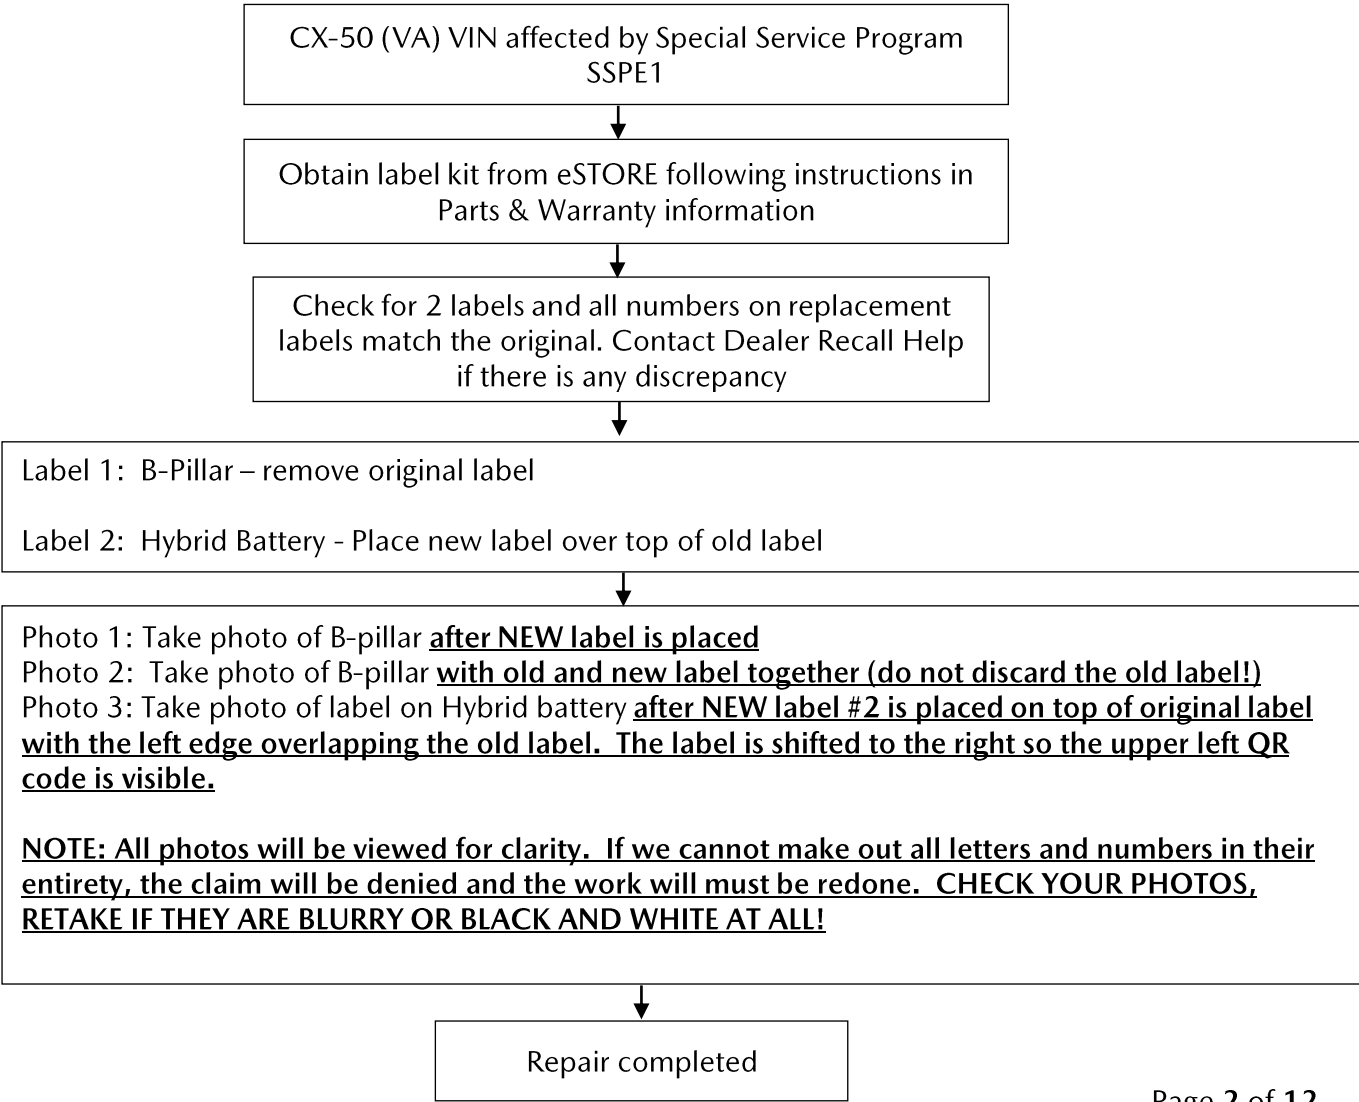 CX-50 (VA) VIN affected by Special Service Program
SSPE1
Obtain label kit from eSTORE following instructions in
Parts & Warranty information
Check for 2 labels and all numbers on replacement
labels match the original. Contact Dealer Recall Help
if there is any discrepancy
Label 1:  B-Pillar – remove original label
Label 2:  Hybrid Battery - Place new label over top of old label
Photo 1: Take photo of B-pillar after NEW label is placed
Photo 2:  Take photo of B-pillar with old and new label together (do not discard the old label!)
Photo 3: Take photo of label on Hybrid battery after NEW label #2 is placed on top of original label
with the left edge overlapping the old label.  The label is shifted to the right so the upper left QR
code is visible.
NOTE: All photos will be viewed for clarity.  If we cannot make out all letters and numbers in their
entirety, the claim will be denied and the work will must be redone.  CHECK YOUR PHOTOS,
RETAKE IF THEY ARE BLURRY OR BLACK AND WHITE AT ALL!
Repair completed
Page 2 of 12